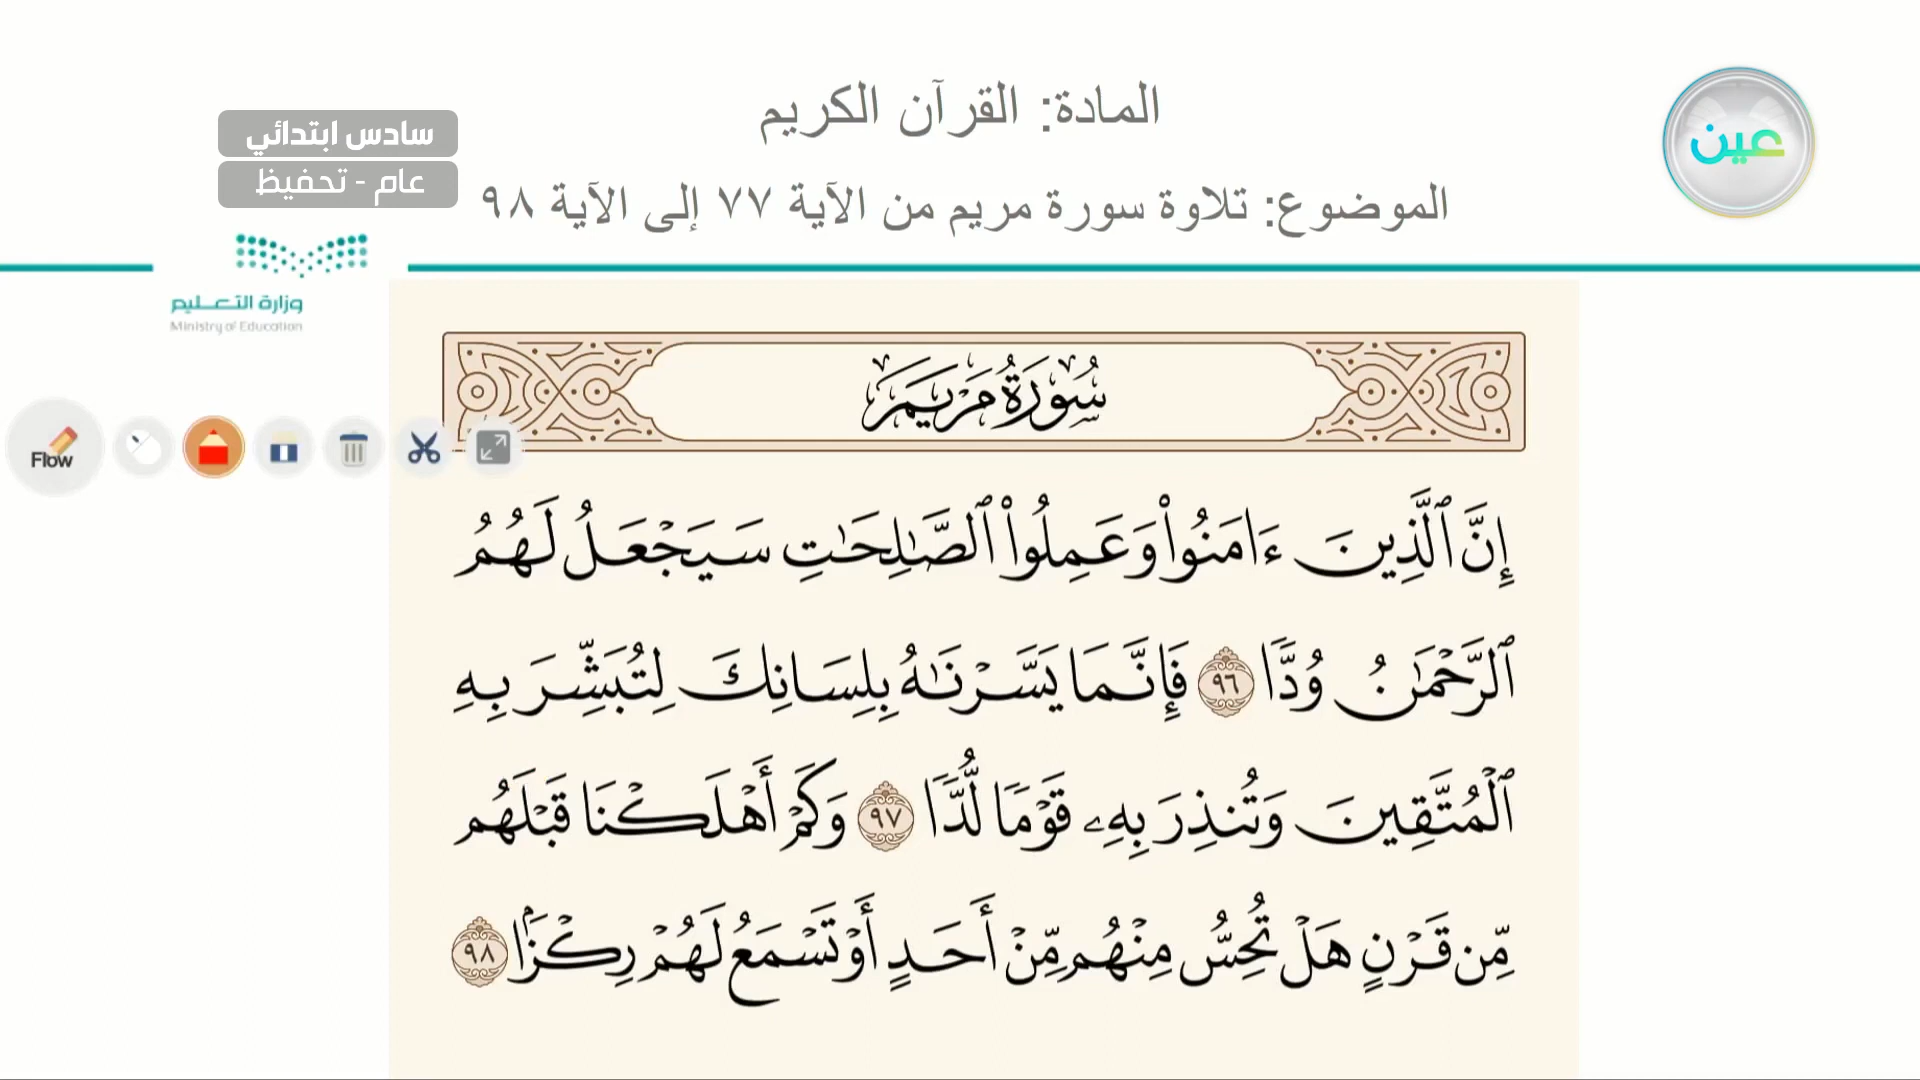 المادة: القرآن الكريم
عين
سادس ابتدائي
عام - تحفيظ
الموضوع: تلاوة سورة مريم من الآية ٧٧ إلى الآية ٩٨
وزارة التعليم
Ministry of Education
سُورَةُ مَرْيَمَ
Flow
إِنَّ ٱلَّذِينَ ءَامَنُوا۟ وَعَمِلُوا۟ ٱلصَّـٰلِحَـٰتِ سَيَجْعَلُ لَهُمُ
ٱلرَّحْمَـٰنُ وُدًّا ٩٦ فَإِنَّمَا يَسَّرْنَـٰهُ بِلِسَانِكَ لِتُبَشِّرَ بِهِ
ٱلْمُتَّقِينَ وَتُنذِرَ بِهِۦ قَوْمًا لُّدًّا ٩٧ وَكَمْ أَهْلَكْنَا قَبْلَهُم
مِّن قَرْنٍ هَلْ تُحِسُّ مِنْهُم مِّنْ أَحَدٍ أَوْ تَسْمَعُ لَهُمْ رِكْزًۢا ٩٨